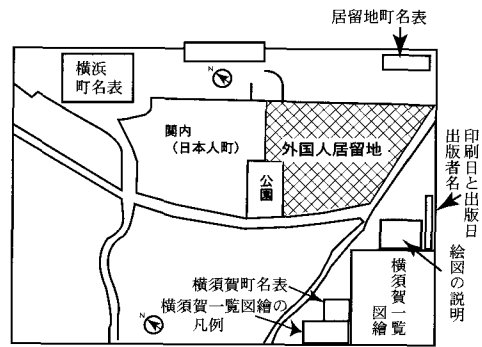 居留地町名表
横浜
町名表
N
関内
(日本人町)
外国人居留地
公園
印刷日と出版日
出版者名
絵図の説明
横須賀一覧
図繪
横須賀町名表
横須賀一覧図繪の
凡例
N